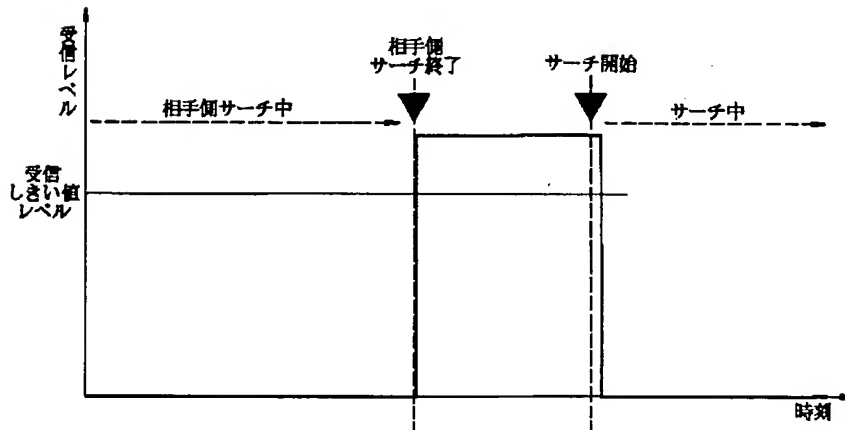 受信レベル
相手側
サーチ終了
サーチ開始
相手側サーチ中
サーチ中
受信
しきい値
レベル
時刻